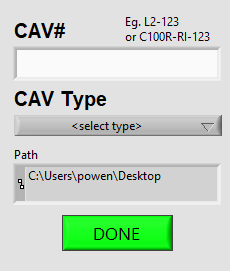 CAV#
Eg. L2-123
or C100R-RI-123
CAV Type
<select type>
Path
C:\Users\powen\Desktop
DONE